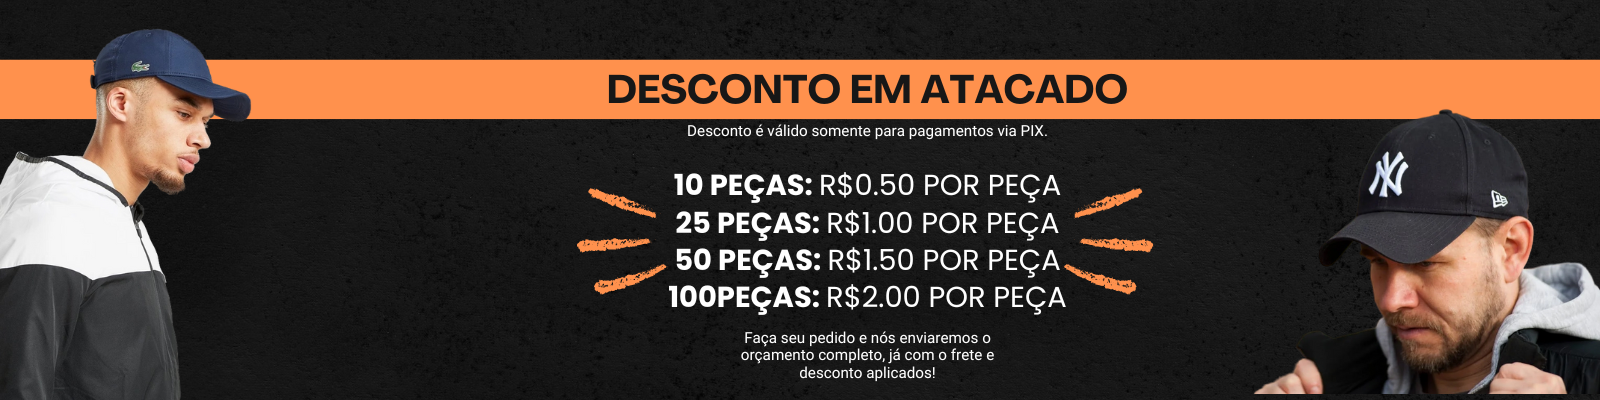 DESCONTO EM ATACADO
Desconto é válido somente para pagamentos via PIX.
10 PEÇAS: R$0.50 POR PEÇA
25 PEÇAS: R$1.00 POR PEÇA
50 PEÇAS: R$1.50 POR PEÇA
100PEÇAS: R$2.00 POR PEÇA
Faça seu pedido e nós enviaremos o
orçamento completo, já com o frete e
desconto aplicados!
NY